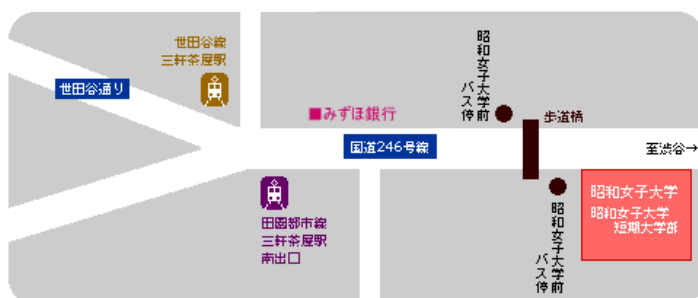 世田谷線
三軒茶屋駅
世田谷通り
■みずほ銀行
昭和女子大学前
バス停
歩道橋
国道246号線
至渋谷→
田園都市線
三軒茶屋駅
南出口
昭和女子大学前
バス停
昭和女子大学
昭和女子大学
短期大学部